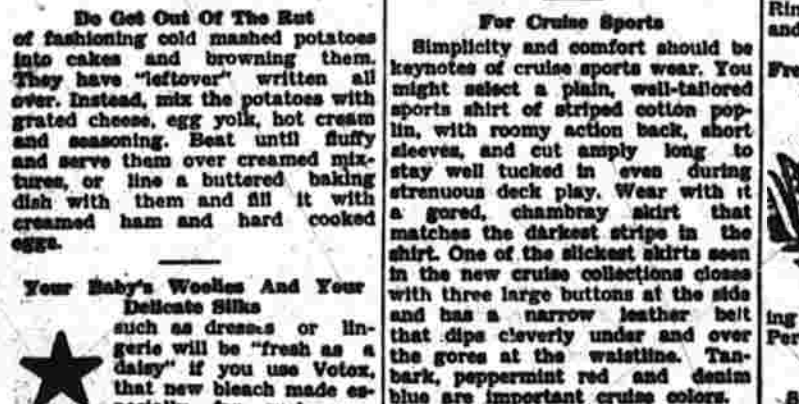 Do Get Out Of The Rut
of fashioning cold mashed potatoes
into cakes and browning them.
They have "leftover" written all
over. Instead, mix the potatoes with
grated cheese, egg yolk, hot cream
and seasoning. Beat until fluffy
and serve them over creamed mix-
tures, or line a buttered baking
dish with them and fill it with
creamed ham and hard cooked
eggs.
Your Baby's Woolies And Your
Delicate Silks
such as dresses or lin-
gerie will be "fresh as a
daisy" if you use Votox,
that new bleach made es-
For Cruise Sports
Simplicity and comfort should be
keynotes of cruise sports wear. You
might select a plain, well-tailored
sports shirt of striped cotton pop-
lin, with roomy action back, short
sleeves, and cut amply long to
stay well tucked in even during
strenuous deck play. Wear with it
a gored, chambray skirt that
matches the darkest stripe in the
shirt. One of the slickest skirts seen
in the new cruise collections closes
with three large buttons at the side
and has a narrow leather belt
that dips cleverly under and over
the gores at the waistline. Tan-
bark, peppermint red and denim
blue are important cruise colors.
and
ing